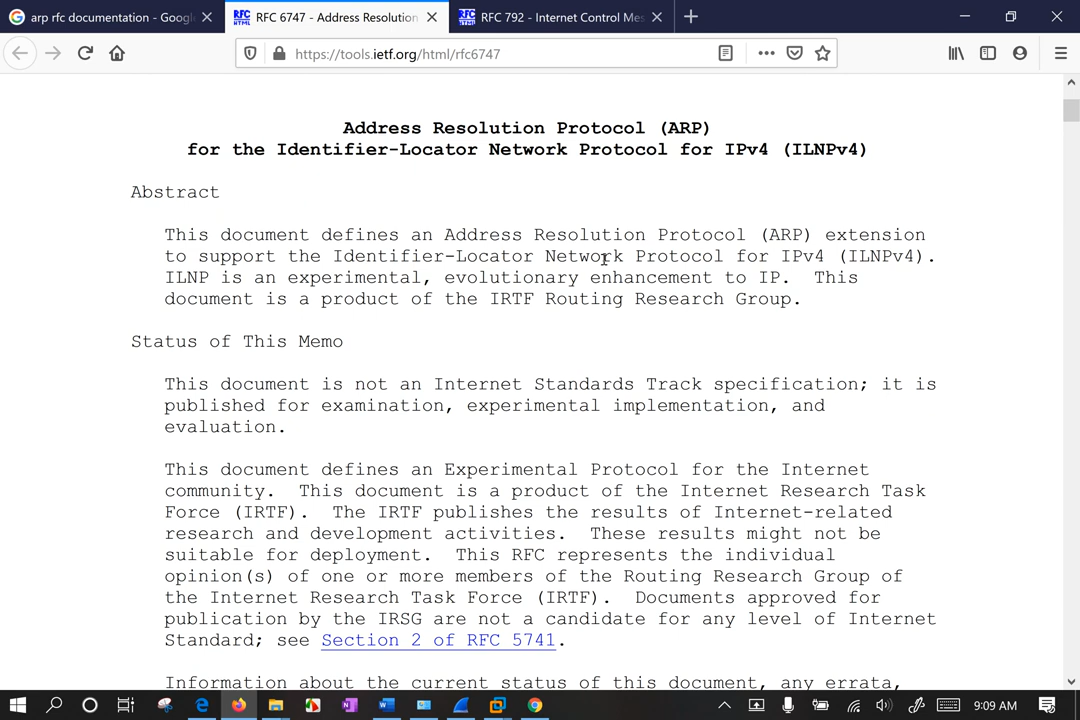 arp rfc documentation - Google
RFC 6747 - Address Resolution
RFC 792 - Internet Control Mes
https://tools.ietf.org/html/rfc6747
Address Resolution Protocol (ARP)
for the Identifier-Locator Network Protocol for IPv4 (ILNPv4)
Abstract
This document defines an Address Resolution Protocol (ARP) extension
to support the Identifier-Locator Network Protocol for IPv4 (ILNPv4).
ILNP is an experimental, evolutionary enhancement to IP.  This
document is a product of the IRTF Routing Research Group.
Status of This Memo
This document is not an Internet Standards Track specification; it is
published for examination, experimental implementation, and
evaluation.
This document defines an Experimental Protocol for the Internet
community.  This document is a product of the Internet Research Task
Force (IRTF).  The IRTF publishes the results of Internet-related
research and development activities.  These results might not be
suitable for deployment.  This RFC represents the individual
opinion(s) of one or more members of the Routing Research Group of
the Internet Research Task Force (IRTF).  Documents approved for
publication by the IRSG are not a candidate for any level of Internet
Standard; see Section 2 of RFC 5741.
Information about the current status of this document, any errata,
9:09 AM